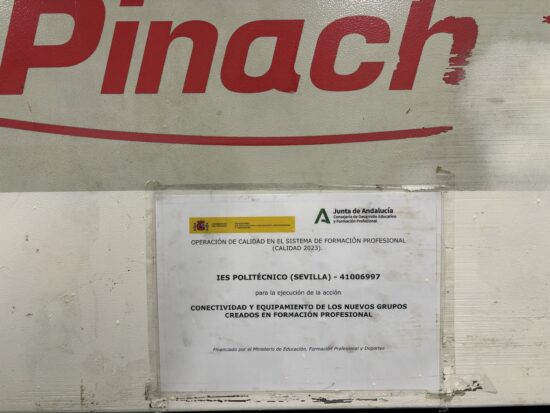 Pinach
Junta de Andalucía
Consejería de Desarrollo Educativo
y Formación Profesional
OPERACIÓN DE CALIDAD EN EL SISTEMA DE FORMACIÓN PROFESIONAL
(CALIDAD 2023).
IES POLITÉCNICO (SEVILLA) - 41006997
para la ejecución de la acción
CONECTIVIDAD Y EQUIPAMIENTO DE LOS NUEVOS GRUPOS
CREADOS EN FORMACIÓN PROFESIONAL
Financiado por el Ministerio de Educación, Formación Profesional y Deportes